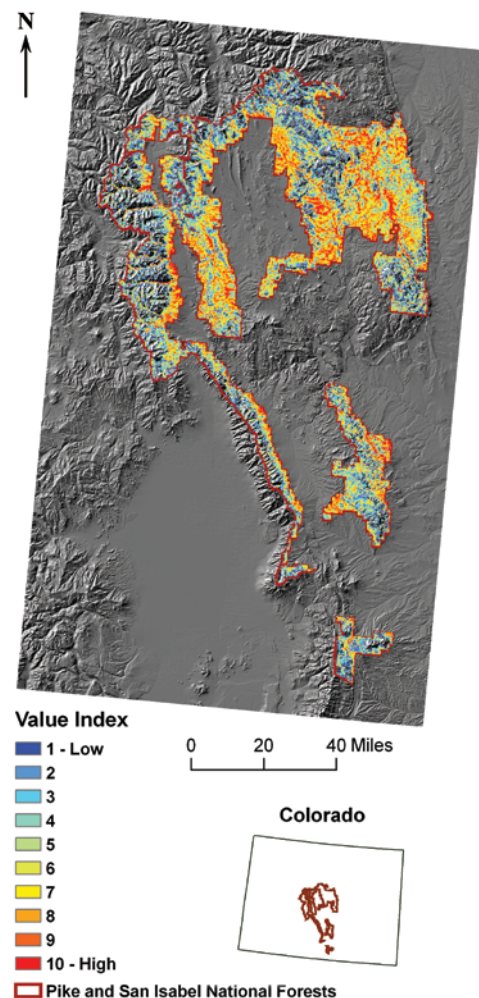 N
Value Index
1 - Low
2
3
4
5
6
7
8
9
10 - High
Pike and San Isabel National Forests
0 20 40 Miles
Colorado